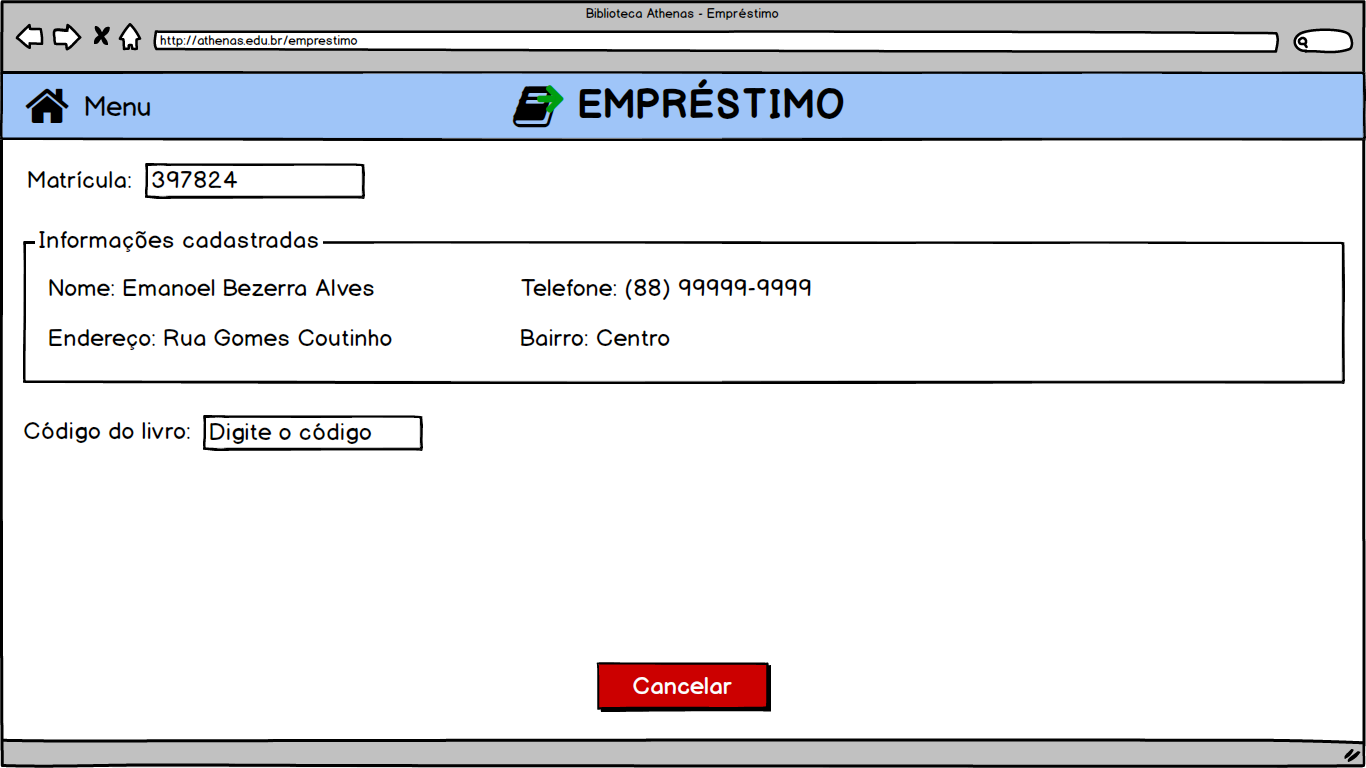 Biblioteca Athenas - Empréstimo
http://athenas.edu.br/emprestimo
Menu
EMPRÉSTIMO
Matrícula: 397824
Informações cadastradas
Nome: Emanoel Bezerra Alves Telefone: (88) 99999-9999
Endereço: Rua Gomes Coutinho Bairro: Centro
Código do livro: Digite o código
Cancelar